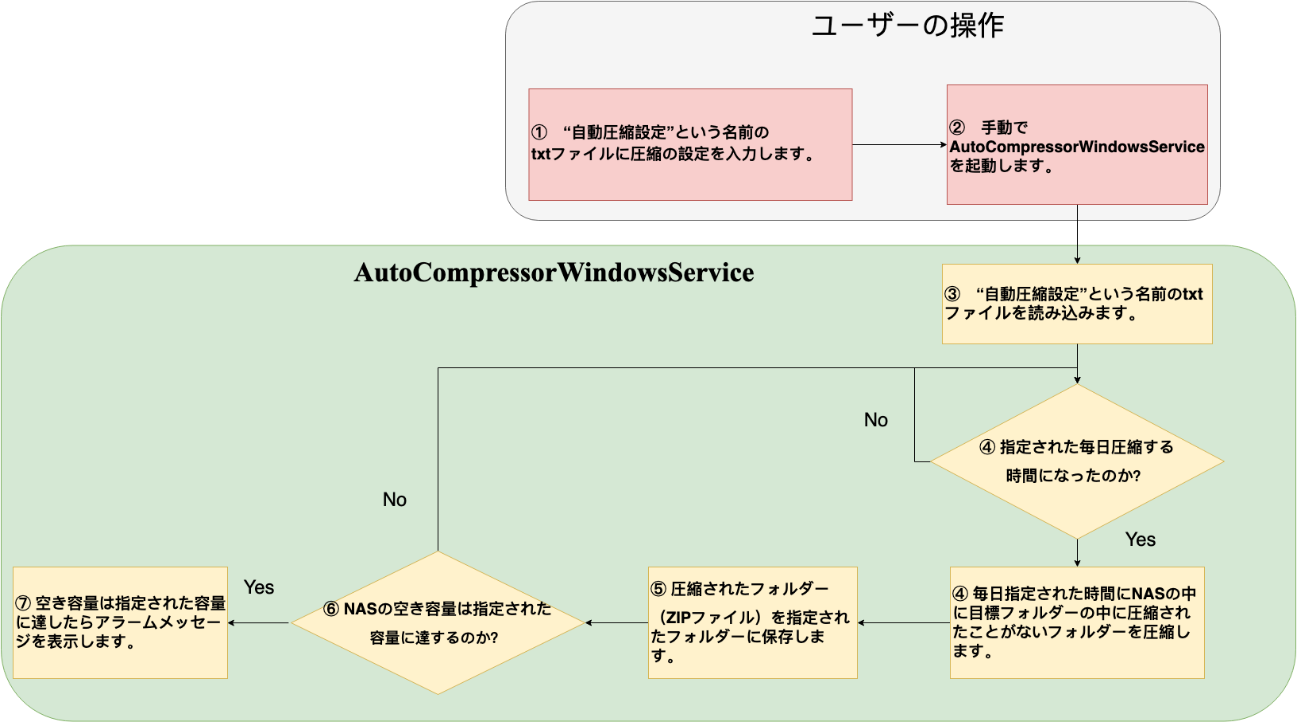 ユーザーの操作
① “自動圧縮設定”という名前の
txtファイルに圧縮の設定を入力します。
② 手動で
AutoCompressorWindowsService
を起動します。
AutoCompressorWindowsService
③ “自動圧縮設定”という名前のtxt
ファイルを読み込みます。
No
④ 指定された毎日圧縮する
時間になったのか?
Yes
④ 毎日指定された時間にNASの中
に目標フォルダーの中に圧縮され
たことがないフォルダーを圧縮し
ます。
⑤ 圧縮されたフォルダー
（ZIPファイル）を指定され
たフォルダーに保存しま
す。
⑥ NASの空き容量は指定された
容量に達するのか?
No
Yes
⑦ 空き容量は指定された容量
に達したらアラームメッセー
ジを表示します。